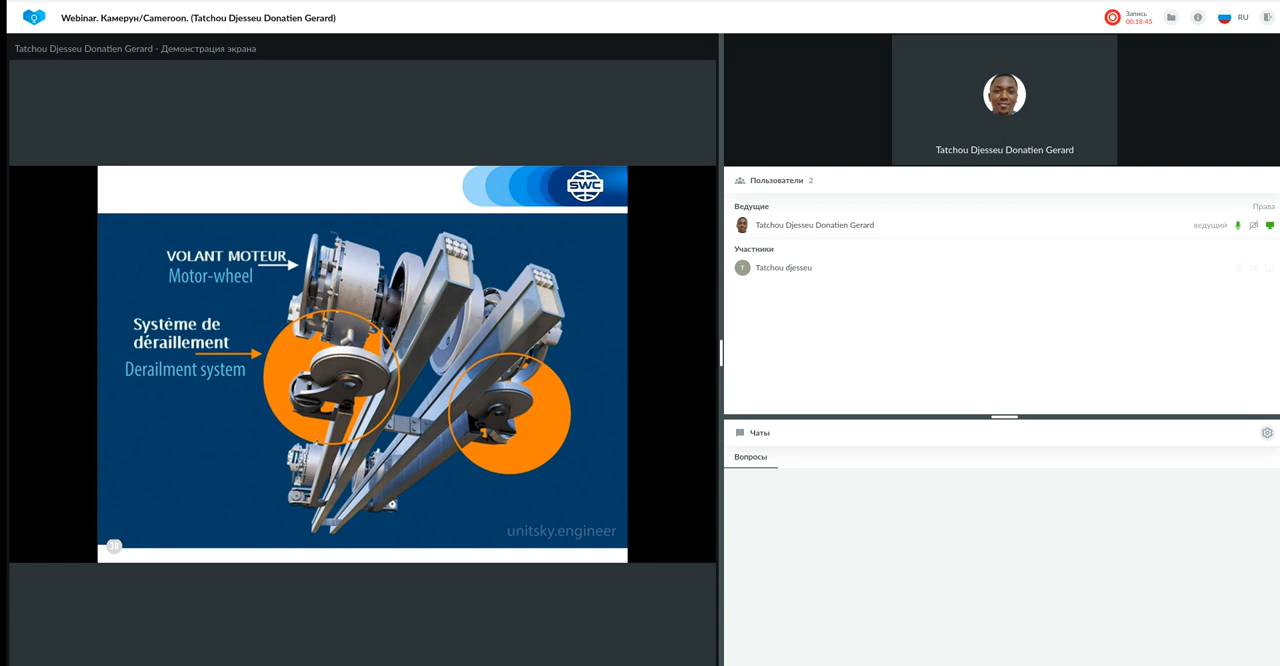 Webinar. Камерун/Cameroon. (Tatchou Djesseu Donatien Gerard)
Запись
00:18:45
RU
Tatchou Djesseu Donatien Gerard - Демонстрация экрана
SWC
VOLANT MOTEUR
Motor-wheel
Système de
déraillement
Derailment system
unitsky.engineer
Tatchou Djesseu Donatien Gerard
Пользователи 2
Ведущие
Права
Tatchou Djesseu Donatien Gerard
ведущий
Участники
T
Tatchou djesseu
Чаты
Вопросы